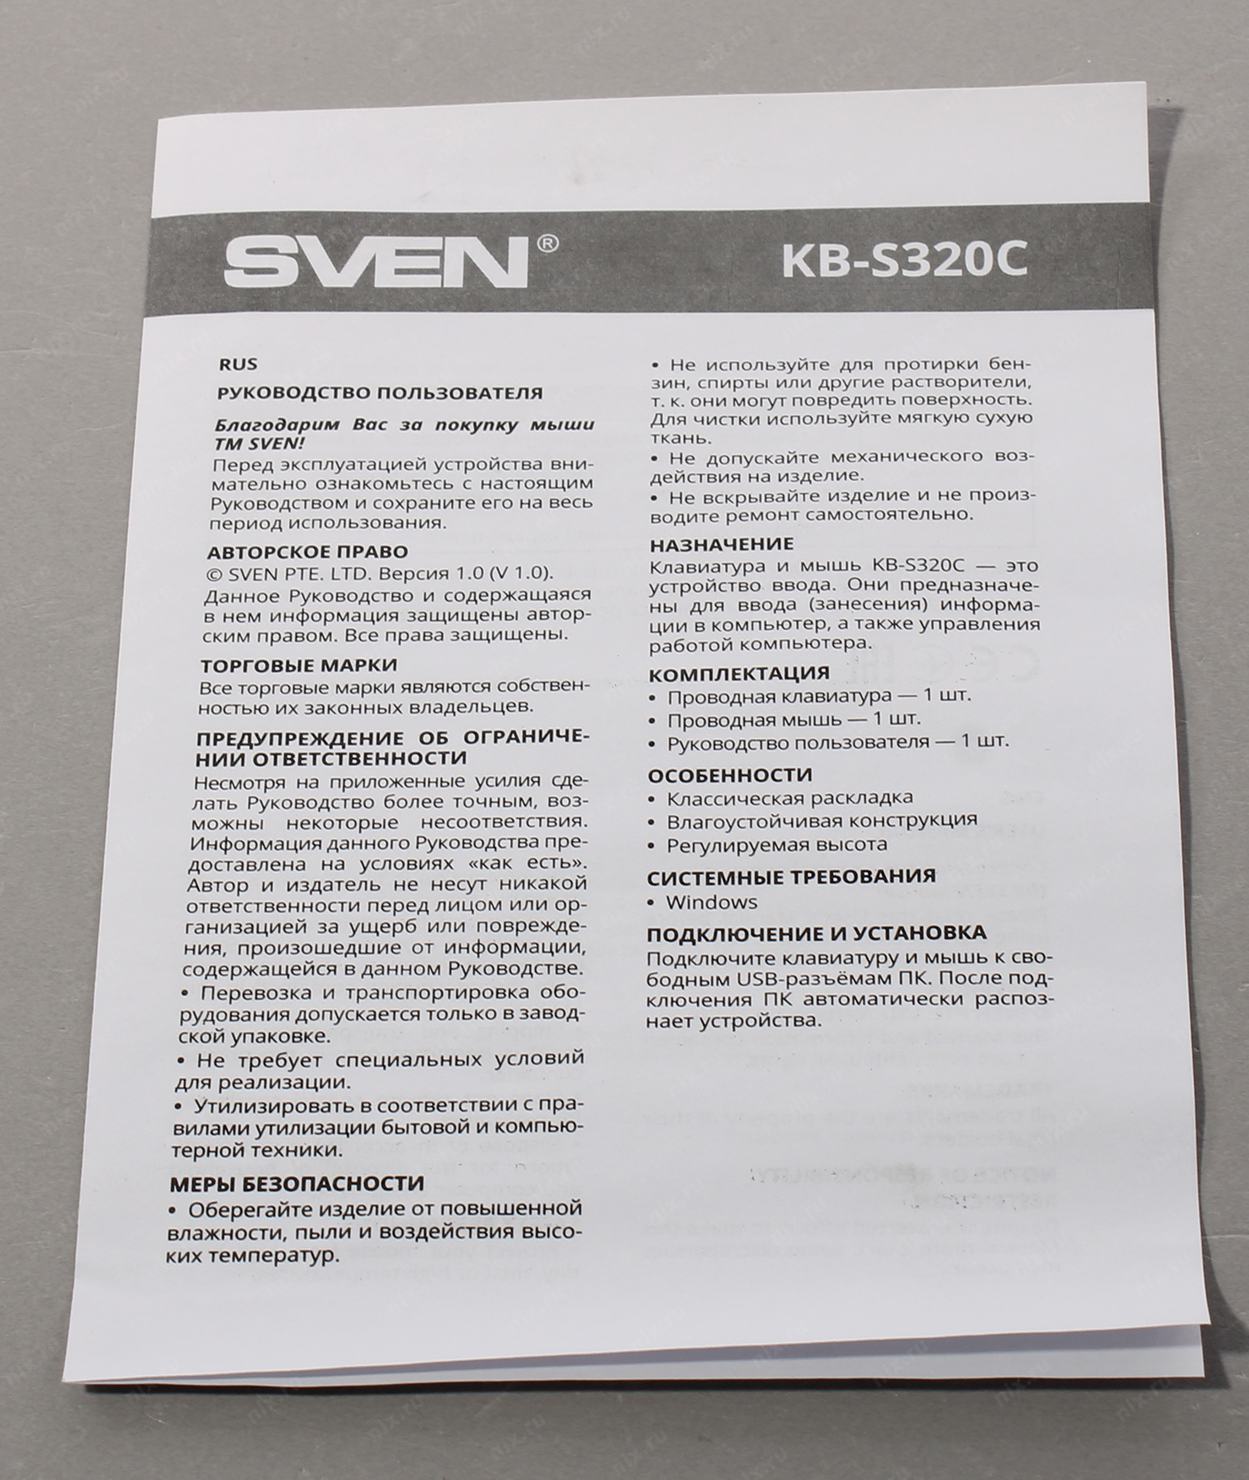 SVEN®
KB-S320C
RUS
РУКОВОДСТВО ПОЛЬЗОВАТЕЛЯ
Благодарим Вас за покупку мыши
ТМ SVEN!
Перед эксплуатацией устройства вни-
мательно ознакомьтесь с настоящим
Руководством и сохраните его на весь
период использования.
АВТОРСКОЕ ПРАВО
© SVEN PTE. LTD. Версия 1.0 (V 1.0).
Данное Руководство и содержащаяся
в нем информация защищены автор-
ским правом. Все права защищены.
ТОРГОВЫЕ МАРКИ
Все торговые марки являются собствен-
ностью их законных владельцев.
ПРЕДУПРЕЖДЕНИЕ ОБ ОГРАНИЧЕ-
НИИ ОТВЕТСТВЕННОСТИ
Несмотря на приложенные усилия сде-
лать Руководство более точным, воз-
можны некоторые несоответствия.
Информация данного Руководства пре-
доставлена на условиях «как есть».
Автор и издатель не несут никакой
ответственности перед лицом или ор-
ганизацией за ущерб или поврежде-
ния, произошедшие от информации,
содержащейся в данном Руководстве.
• Перевозка и транспортировка обо-
рудования допускается только в завод-
ской упаковке.
• Не требует специальных условий
для реализации.
• Утилизировать в соответствии с пра-
вилами утилизации бытовой и компью-
терной техники.
МЕРЫ БЕЗОПАСНОСТИ
• Оберегайте изделие от повышенной
влажности, пыли и воздействия высо-
ких температур.
• Не используйте для протирки бен-
зин, спирты или другие растворители,
т. к. они могут повредить поверхность.
Для чистки используйте мягкую сухую
ткань.
• Не допускайте механического воз-
действия на изделие.
• Не вскрывайте изделие и не произ-
водите ремонт самостоятельно.
НАЗНАЧЕНИЕ
Клавиатура и мышь KB-S320C — это
устройство ввода. Они предназначе-
ны для ввода (занесения) информа-
ции в компьютер, а также управления
работой компьютера.
КОМПЛЕКТАЦИЯ
• Проводная клавиатура — 1 шт.
• Проводная мышь — 1 шт.
• Руководство пользователя — 1 шт.
ОСОБЕННОСТИ
• Классическая раскладка
• Влагоустойчивая конструкция
• Регулируемая высота
СИСТЕМНЫЕ ТРЕБОВАНИЯ
• Windows
ПОДКЛЮЧЕНИЕ И УСТАНОВКА
Подключите клавиатуру и мышь к сво-
бодным USB-разъёмам ПК. После под-
ключения ПК автоматически распоз-
нает устройства.